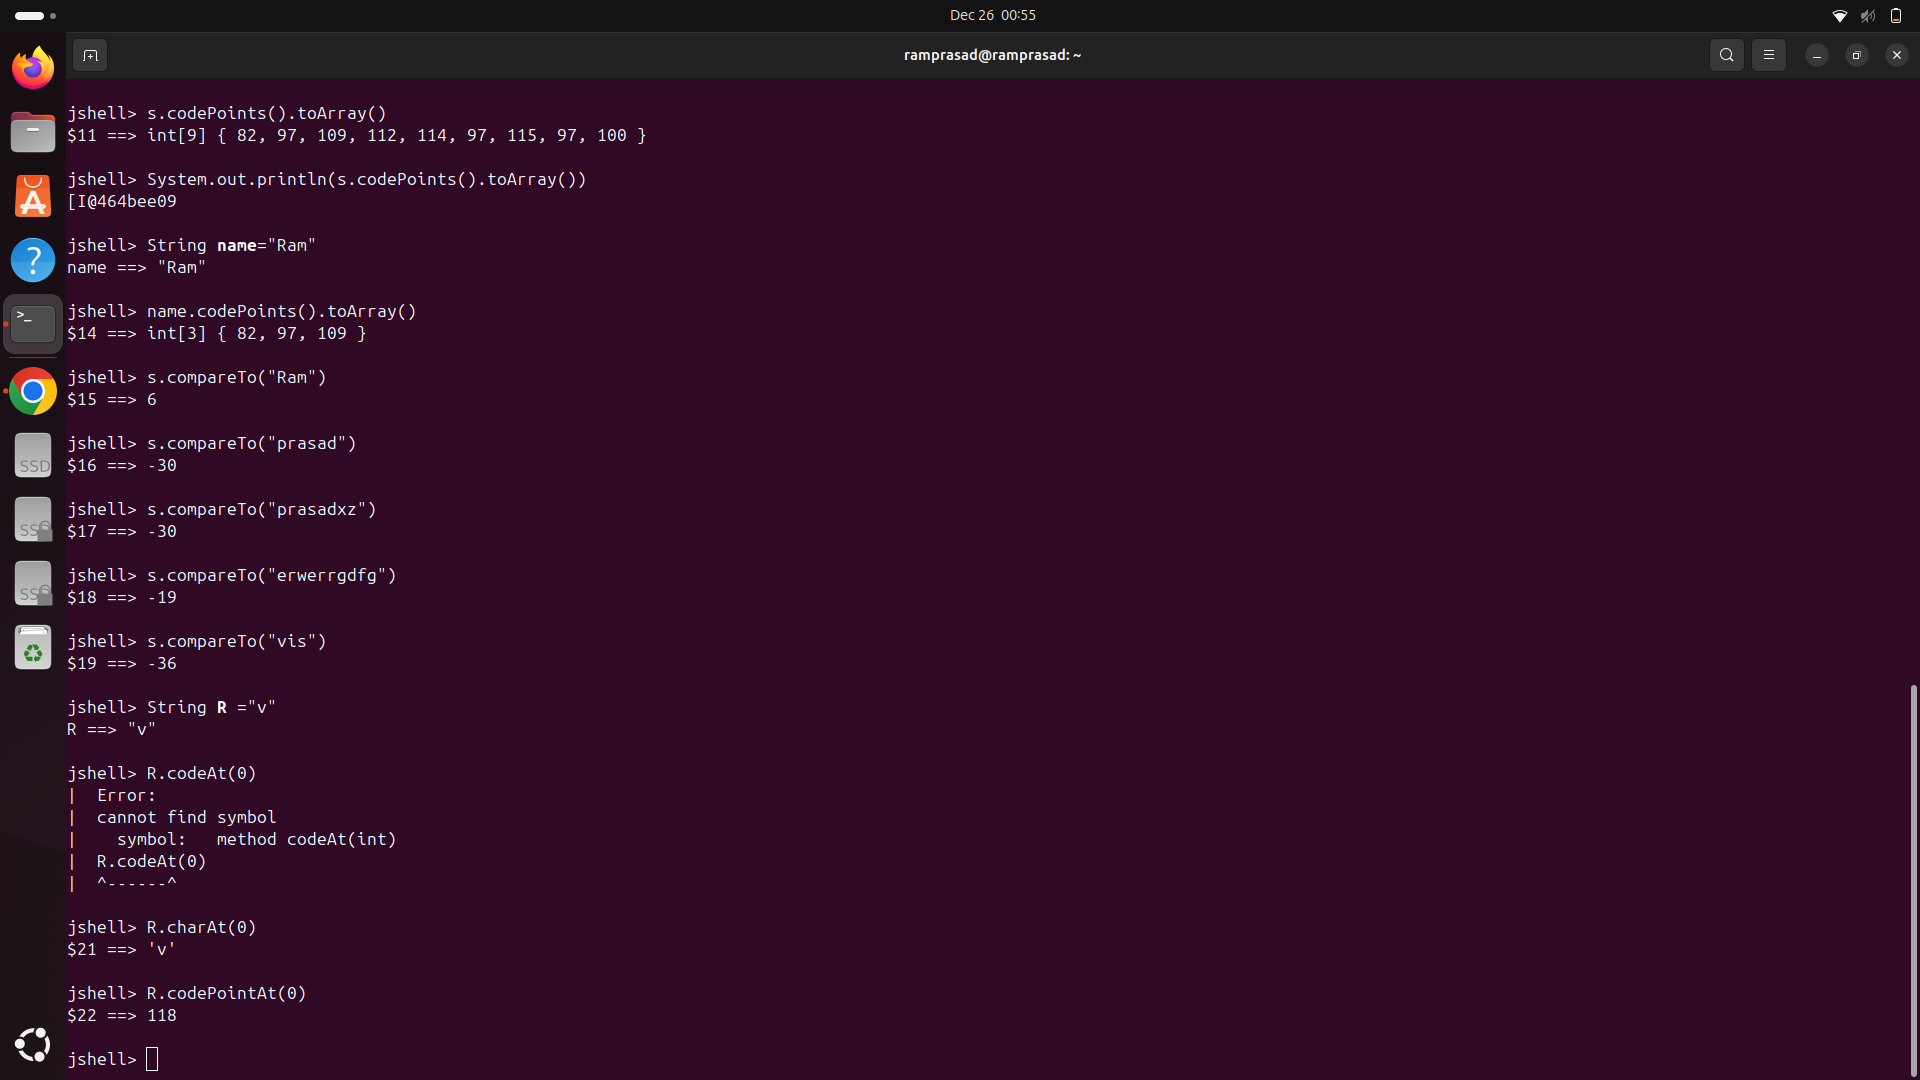 Dec 26 00:55
ramprasad@ramprasad: ~
jshell> s.codePoints().toArray()
$11 ==> int[9] { 82, 97, 109, 112, 114, 97, 115, 97, 100 }
jshell> System.out.println(s.codePoints().toArray())
[I@464bee09
jshell> String name="Ram"
name ==> "Ram"
jshell> name.codePoints().toArray()
$14 ==> int[3] { 82, 97, 109 }
jshell> s.compareTo("Ram")
$15 ==> 6
jshell> s.compareTo("prasad")
$16 ==> -30
jshell> s.compareTo("prasadxz")
$17 ==> -30
jshell> s.compareTo("erwerrgdfg")
$18 ==> -19
jshell> s.compareTo("vis")
$19 ==> -36
jshell> String R ="v"
R ==> "v"
jshell> R.codeAt(0)
|  Error:
|  cannot find symbol
|    symbol:   method codeAt(int)
|  R.codeAt(0)
|  ^------^
jshell> R.charAt(0)
$21 ==> 'v'
jshell> R.codePointAt(0)
$22 ==> 118
jshell>
>_
SSD
SS
SS